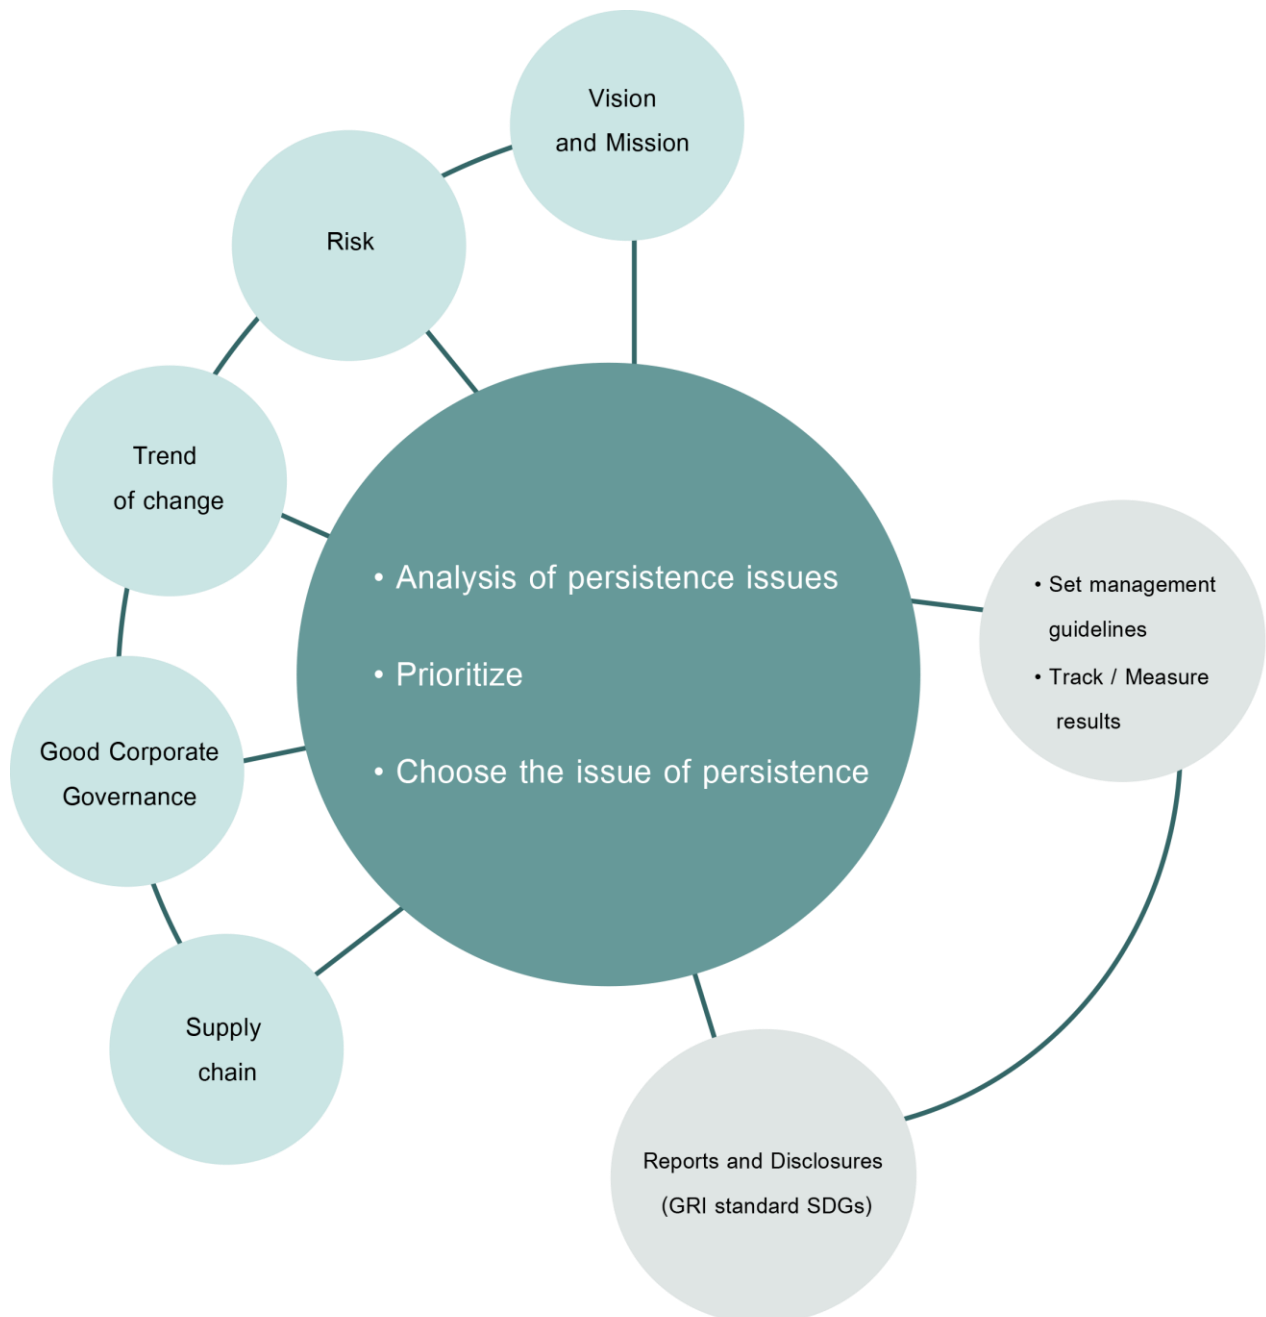 Vision
and Mission
Risk
Trend
of change
Good Corporate
Governance
Supply
chain
• Analysis of persistence issues
• Prioritize
• Choose the issue of persistence
• Set management
guidelines
• Track / Measure
results
Reports and Disclosures
(GRI standard SDGs)